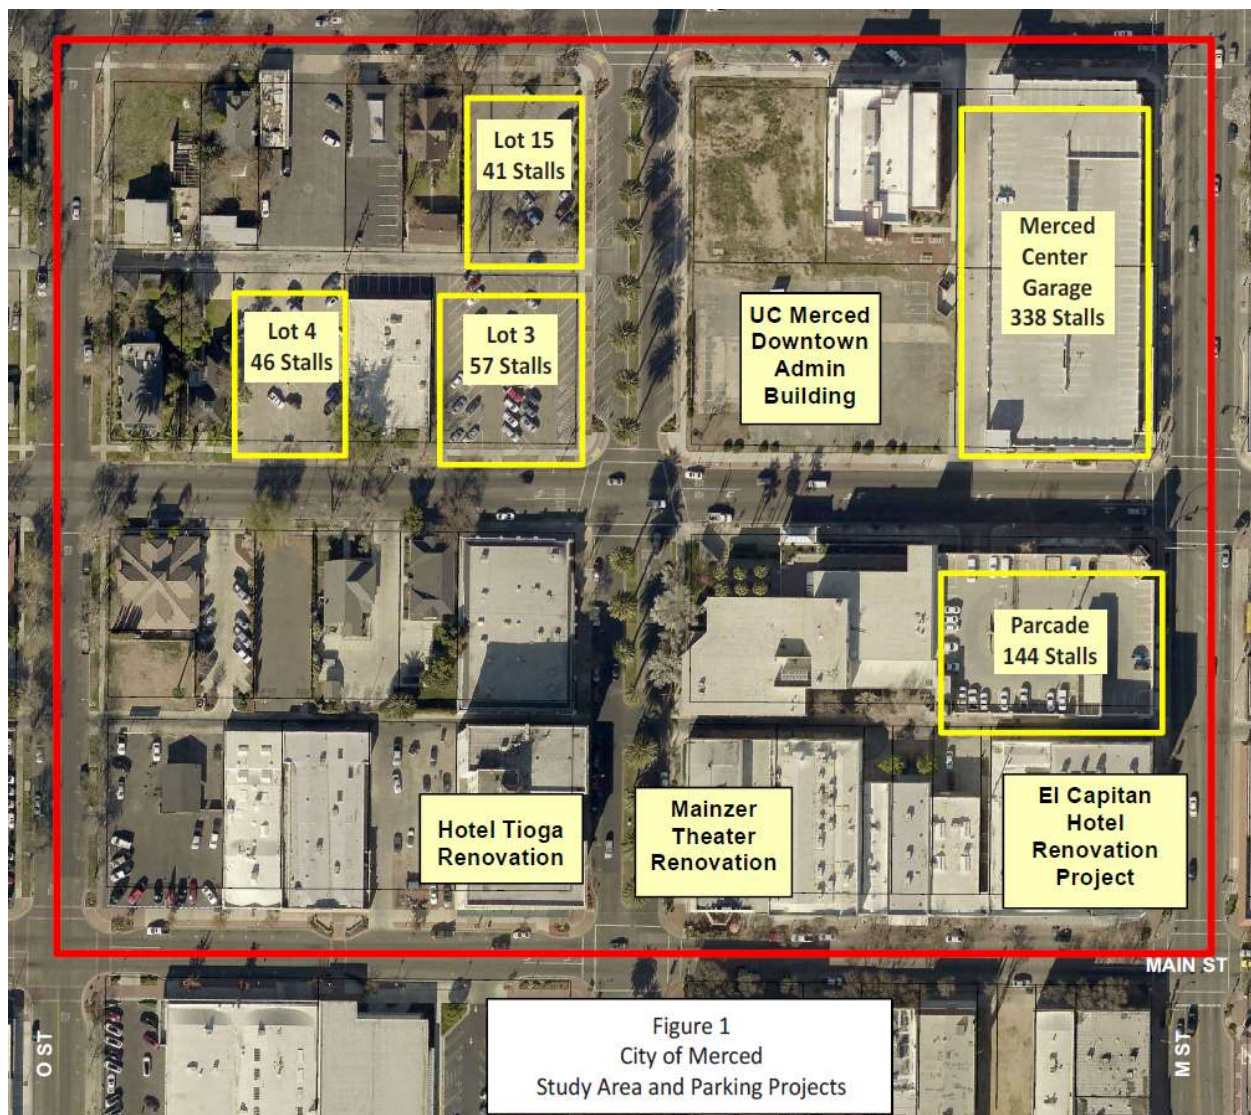 Lot 15
41 Stalls
Merced
Center
Garage
338 Stalls
Lot 4
46 Stalls
Lot 3
57 Stalls
UC Merced
Downtown
Admin
Building
Parcade
144 Stalls
Hotel Tioga
Renovation
Mainzer
Theater
Renovation
El Capitan
Hotel
Renovation
Project
MAIN ST
O ST
M ST
Figure 1
City of Merced
Study Area and Parking Projects